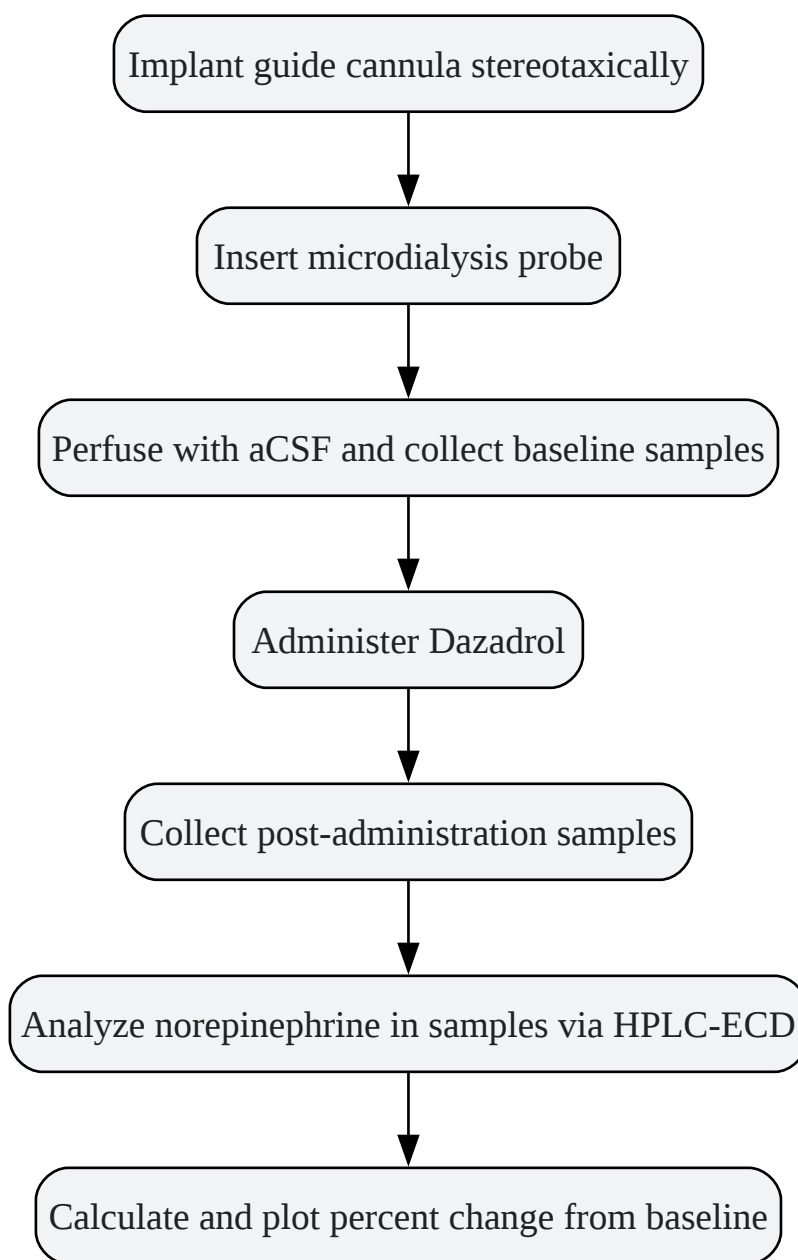 Implant guide cannula stereotaxically
Insert microdialysis probe
Perfuse with aCSF and collect baseline samples
Administer Dazadrol
Collect post-administration samples
Analyze norepinephrine in samples via HPLC-ECD
Calculate and plot percent change from baseline